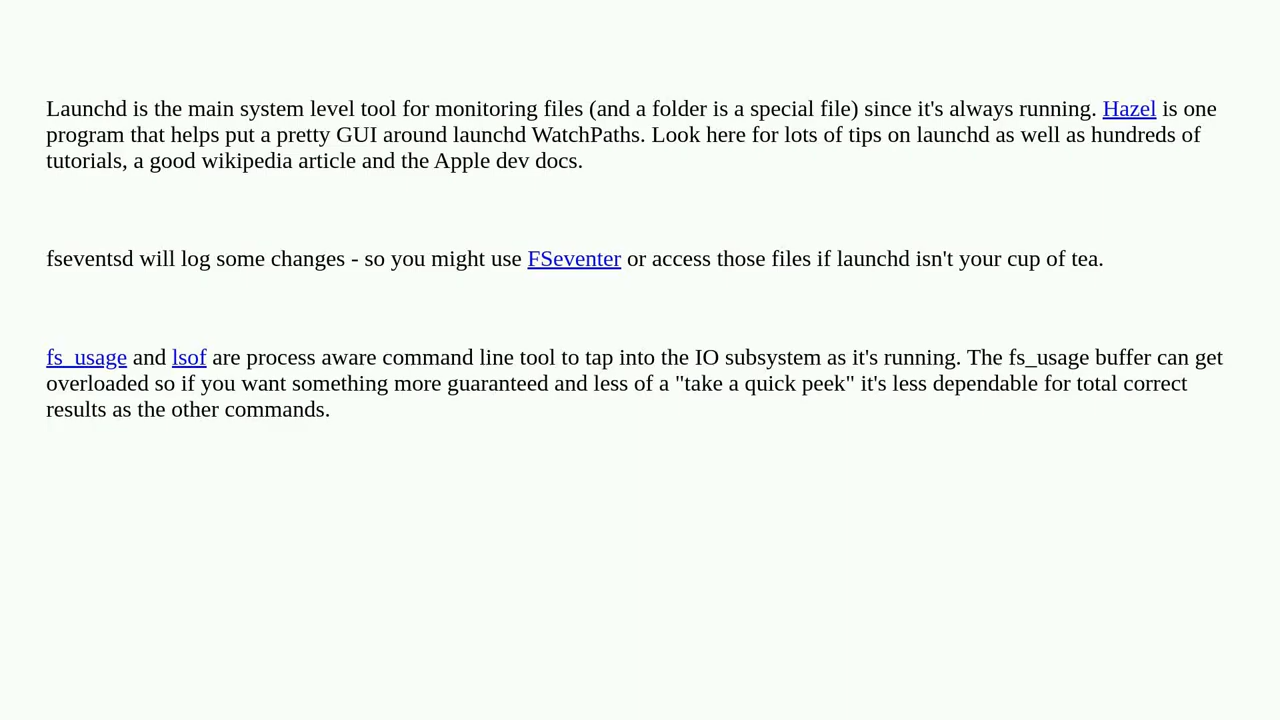 Launchd is the main system level tool for monitoring files (and a folder is a special file) since it's always running. Hazel is one
program that helps put a pretty GUI around launchd WatchPaths. Look here for lots of tips on launchd as well as hundreds of
tutorials, a good wikipedia article and the Apple dev docs.
fseventsd will log some changes - so you might use FSeventer or access those files if launchd isn't your cup of tea.
fs_usage and lsof are process aware command line tool to tap into the IO subsystem as it's running. The fs_usage buffer can get
overloaded so if you want something more guaranteed and less of a "take a quick peek" it's less dependable for total correct
results as the other commands.